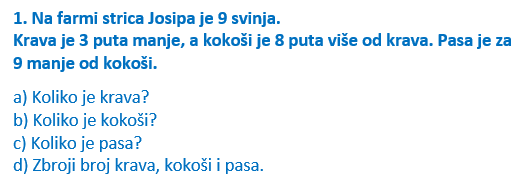 1. Na farmi strica Josipa je 9 svinja.
Krava je 3 puta manje, a kokoši je 8 puta više od krava. Pasa je za
9 manje od kokoši.
a) Koliko je krava?
b) Koliko je kokoši?
c) Koliko je pasa?
d) Zbroji broj krava, kokoši i pasa.